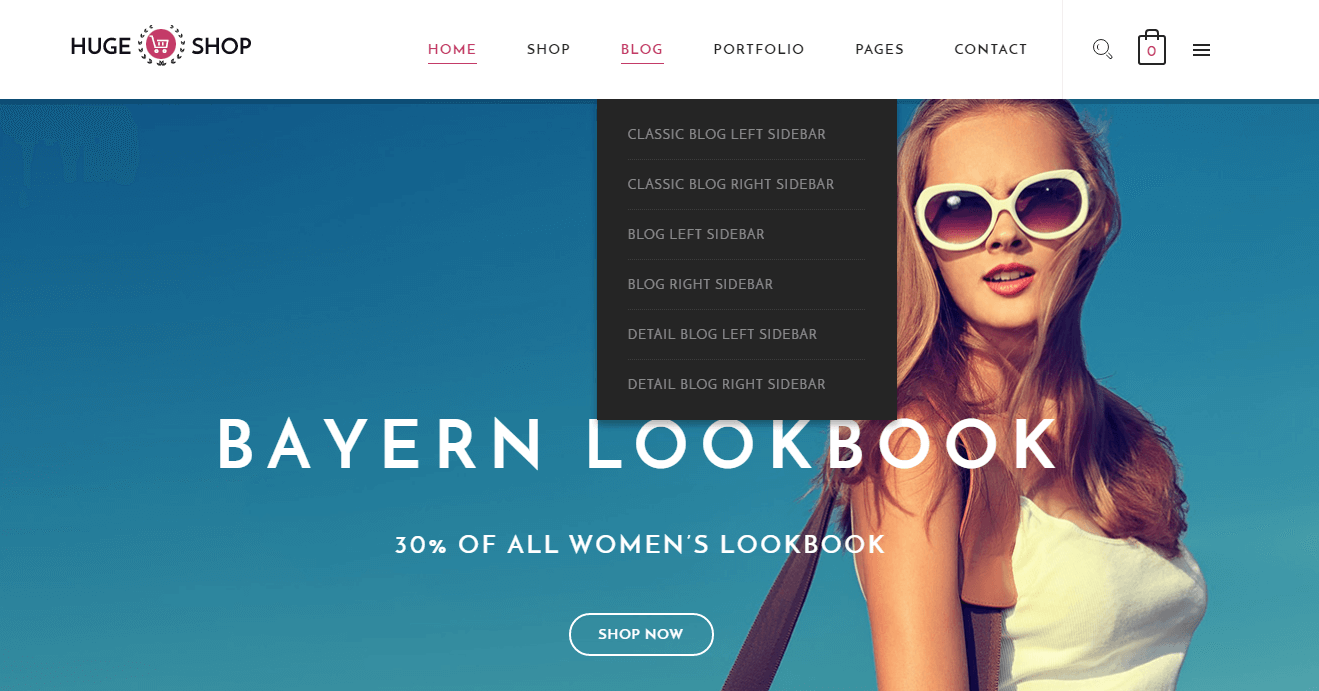 HUGE SHOP
HOME SHOP BLOG PORTFOLIO PAGES CONTACT
0
CLASSIC BLOG LEFT SIDEBAR
CLASSIC BLOG RIGHT SIDEBAR
BLOG LEFT SIDEBAR
BLOG RIGHT SIDEBAR
DETAIL BLOG LEFT SIDEBAR
DETAIL BLOG RIGHT SIDEBAR
BAYERN LOOKBOOK
30% OF ALL WOMEN'S LOOKBOOK
SHOP NOW